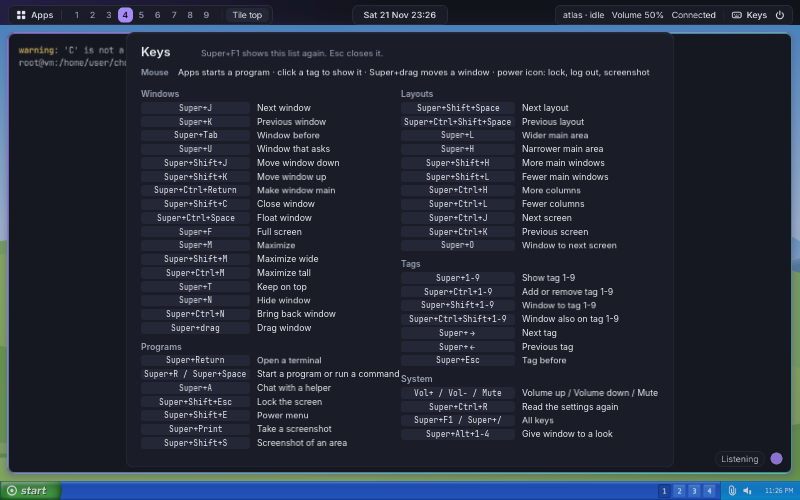 Apps 1 2 3 4 5 6 7 8 9 Tile top Sat 21 Nov 23:26 atlas · idle Volume 50% Connected Keys
warning: 'C' is not a
root@vm:/home/user/
Keys Super+F1 shows this list again. Esc closes it.
Mouse Apps starts a program · click a tag to show it · Super+drag moves a window · power icon: lock, log out, screenshot
Windows
Super+J Next window
Super+K Previous window
Super+Tab Window before
Super+U Window that asks
Super+Shift+J Move window down
Super+Shift+K Move window up
Super+Ctrl+Return Make window main
Super+Shift+C Close window
Super+Ctrl+Space Float window
Super+F Full screen
Super+M Maximize
Super+Shift+M Maximize wide
Super+Ctrl+M Maximize tall
Super+T Keep on top
Super+N Hide window
Super+Ctrl+N Bring back window
Super+drag Drag window
Programs
Super+Return Open a terminal
Super+R / Super+Space Start a program or run a command
Super+A Chat with a helper
Super+Shift+Esc Lock the screen
Super+Shift+E Power menu
Super+Print Take a screenshot
Super+Shift+S Screenshot of an area
Layouts
Super+Shift+Space Next layout
Super+Ctrl+Shift+Space Previous layout
Super+L Wider main area
Super+H Narrower main area
Super+Shift+H More main windows
Super+Shift+L Fewer main windows
Super+Ctrl+H More columns
Super+Ctrl+L Fewer columns
Super+Ctrl+J Next screen
Super+Ctrl+K Previous screen
Super+O Window to next screen
Tags
Super+1-9 Show tag 1-9
Super+Ctrl+1-9 Add or remove tag 1-9
Super+Shift+1-9 Window to tag 1-9
Super+Ctrl+Shift+1-9 Window also on tag 1-9
Super+→ Next tag
Super+← Previous tag
Super+Esc Tag before
System
Vol+ / Vol- / Mute Volume up / Volume down / Mute
Super+Ctrl+R Read the settings again
Super+F1 / Super+/ All keys
Super+Alt+1-4 Give window to a look
Listening
start 1 2 3 4 11:26 PM